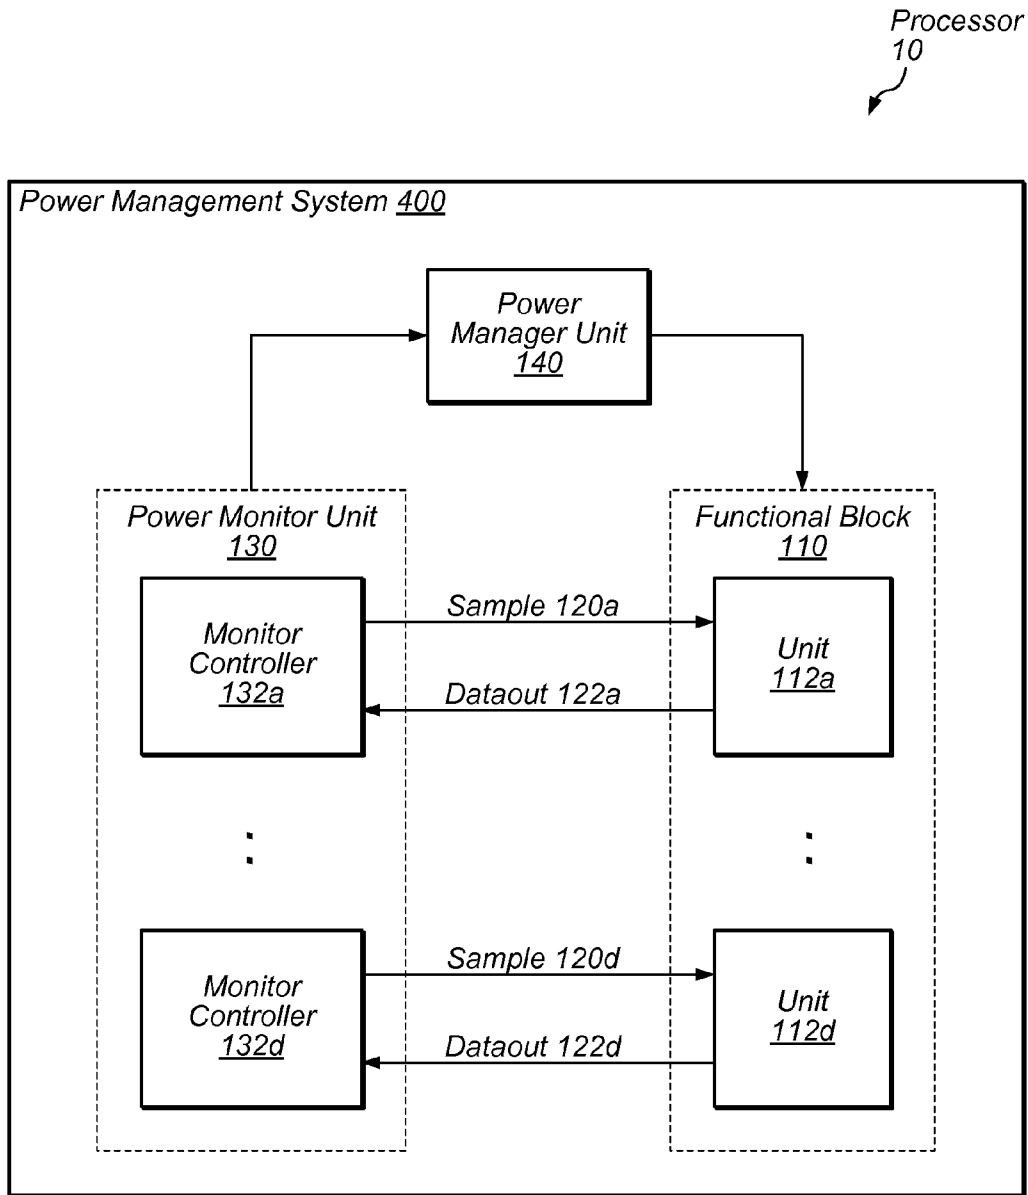 Processor
10
Power Management System 400
Power
Manager Unit
140
Power Monitor Unit
130
Functional Block
110
Monitor
Controller
132a
Sample 120a
Dataout 122a
Unit
112a
:
:
Monitor
Controller
132d
Sample 120d
Dataout 122d
Unit
112d